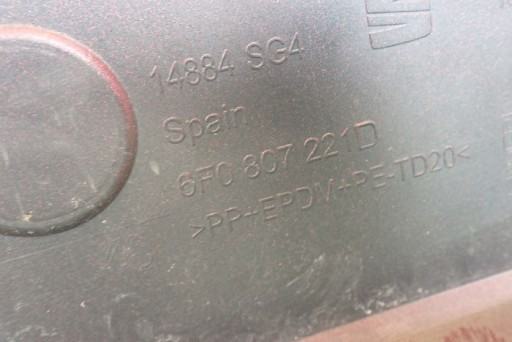 14884 SG4
Spain
6F0 807 221D
>PP+EPDM+PE-TD20<